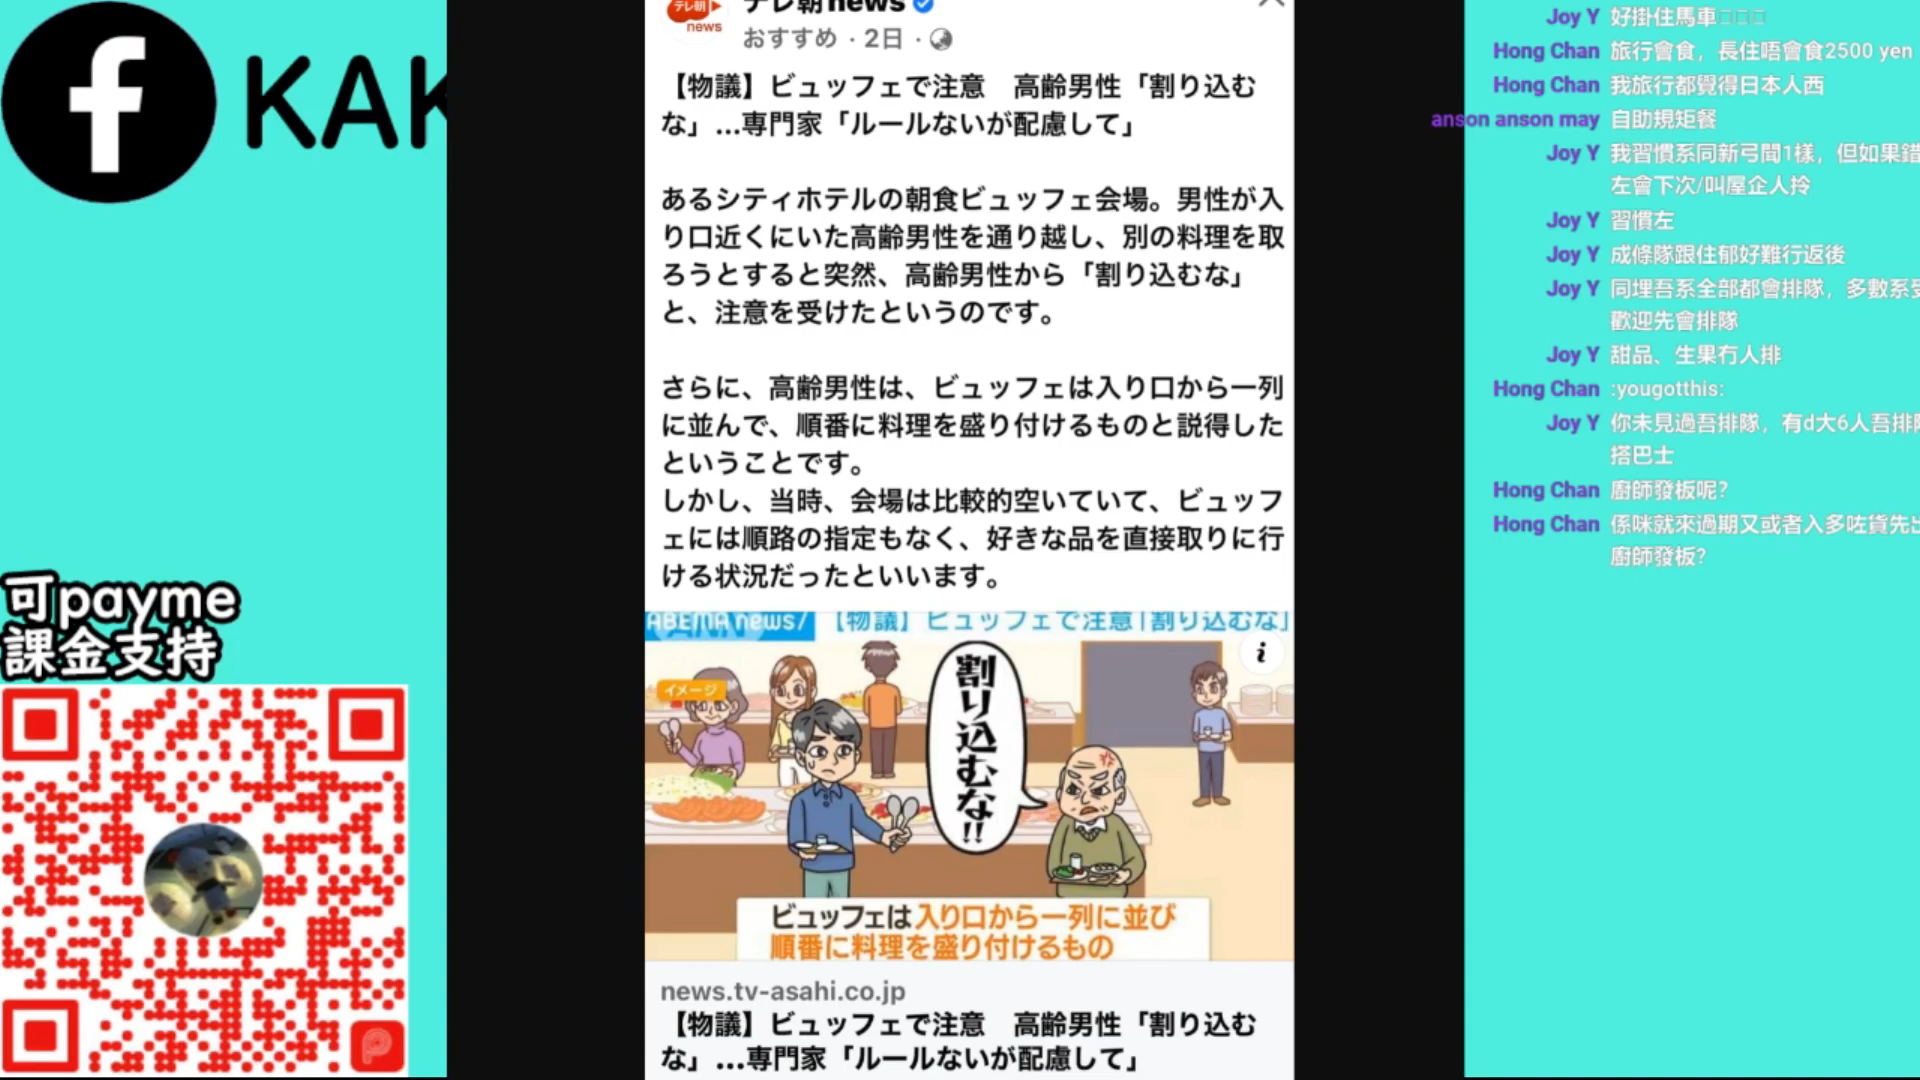 KAK
可payme
課金支持
テレ朝news
テレ朝
news
おすすめ · 2日 ·
【物議】ビュッフェで注意 高齢男性「割り込む
な」…専門家「ルールないが配慮して」
あるシティホテルの朝食ビュッフェ会場。男性が入
り口近くにいた高齢男性を通り越し、別の料理を取
ろうとすると突然、高齢男性から「割り込むな」
と、注意を受けたというのです。
さらに、高齢男性は、ビュッフェは入り口から一列
に並んで、順番に料理を盛り付けるものと説得した
ということです。
しかし、当時、会場は比較的空いていて、ビュッフ
ェには順路の指定もなく、好きな品を直接取りに行
ける状況だったといいます。
ABEMA news/
【物議】ビュッフェで注意「割り込むな」
イメージ
割り込むな!!
ビュッフェは入り口から一列に並び
順番に料理を盛り付けるもの
news.tv-asahi.co.jp
【物議】ビュッフェで注意 高齢男性「割り込む
な」…専門家「ルールないが配慮して」
Joy Y 好掛住馬車
Hong Chan 旅行會食，長住唔會食2500 yen
Hong Chan 我旅行都覺得日本人西
anson anson may 自助規矩餐
Joy Y 我習慣系同新弓間1樣，但如果錯
左會下次/叫屋企人拎
Joy Y 習慣左
Joy Y 成條隊跟住郁好難行返後
Joy Y 同埋吾系全部都會排隊，多數系受
歡迎先會排隊
Joy Y 甜品、生果冇人排
Hong Chan :yougotthis:
Joy Y 你未見過吾排隊，有d大6人吾排隊
搭巴士
Hong Chan 廚師發板呢?
Hong Chan 係咪就來過期又或者入多咗貨先出
廚師發板?